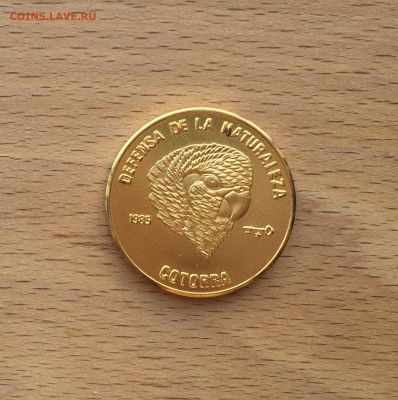 COINS.LAVE.RU
DEFENSA DE LA NATURALEZA
1985
COTORRA